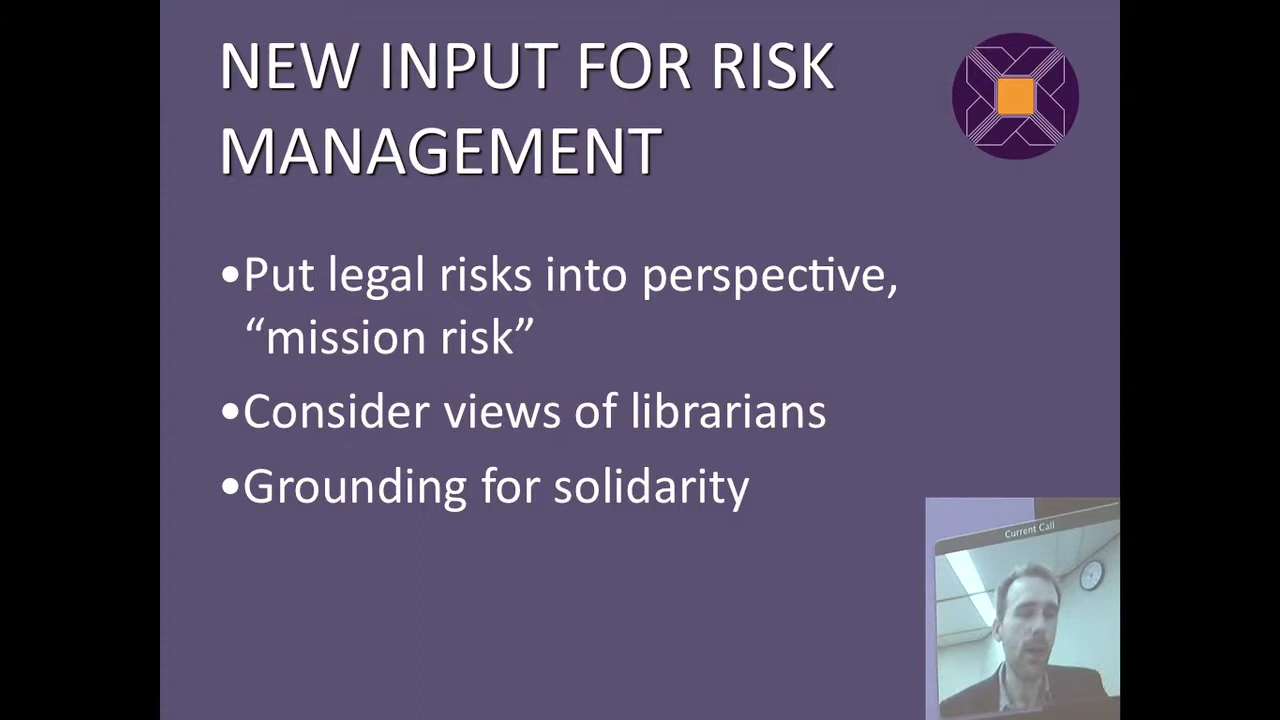 NEW INPUT FOR RISK
MANAGEMENT
•Put legal risks into perspective,
“mission risk”
•Consider views of librarians
•Grounding for solidarity
Current Call